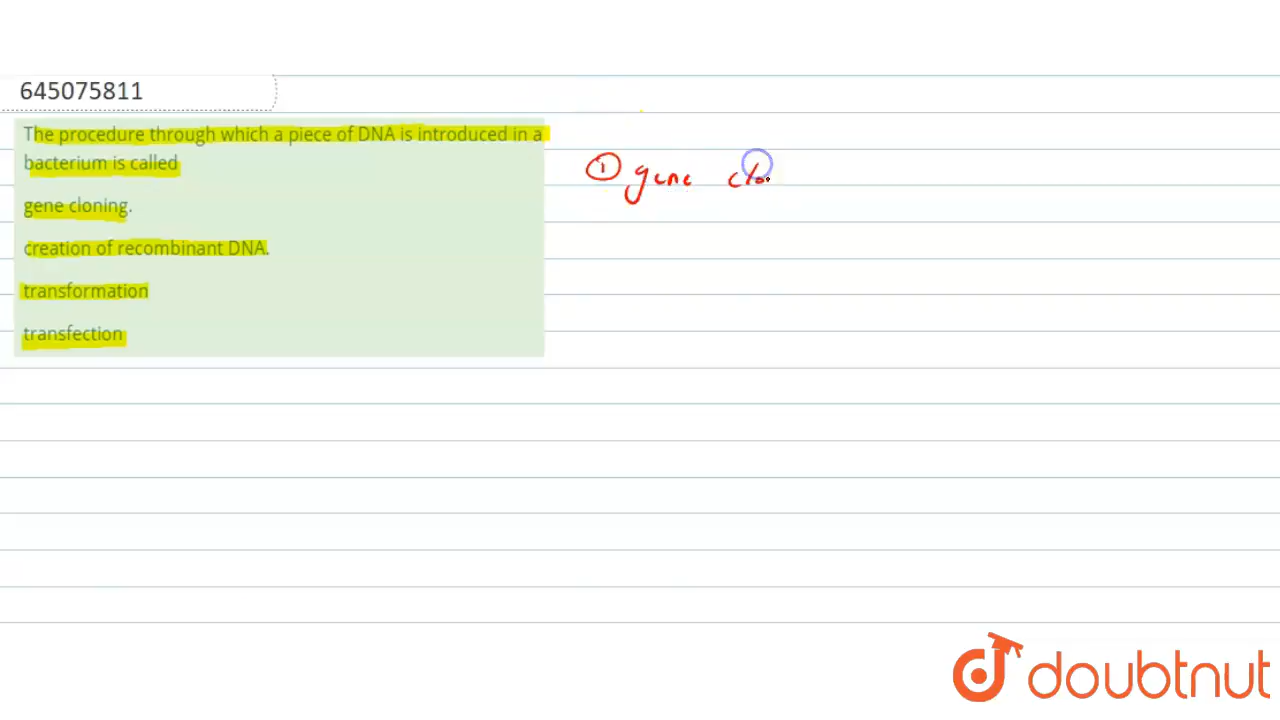 645075811
The procedure through which a piece of DNA is introduced in a
bacterium is called
① gene clo
gene cloning.
creation of recombinant DNA.
transformation
transfection
doubtnut